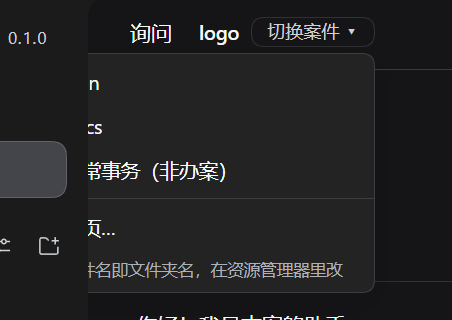 0.1.0
询问 logo 切换案件 ▾
n
cs
常事务（非办案）
页...
件名即文件夹名，在资源管理器里改